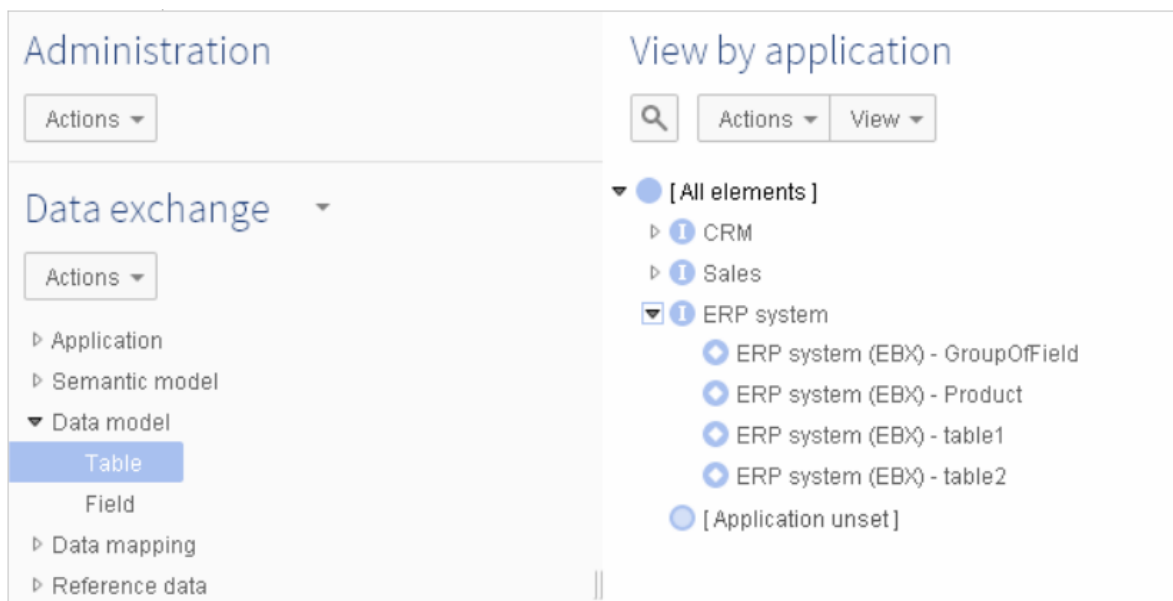 Administration
Actions
Data exchange
Actions
Application
Semantic model
Data model
Table
Field
Data mapping
Reference data
View by application
Actions View
[ All elements ]
CRM
Sales
ERP system
ERP system (EBX) - GroupOfField
ERP system (EBX) - Product
ERP system (EBX) - table1
ERP system (EBX) - table2
[ Application unset ]